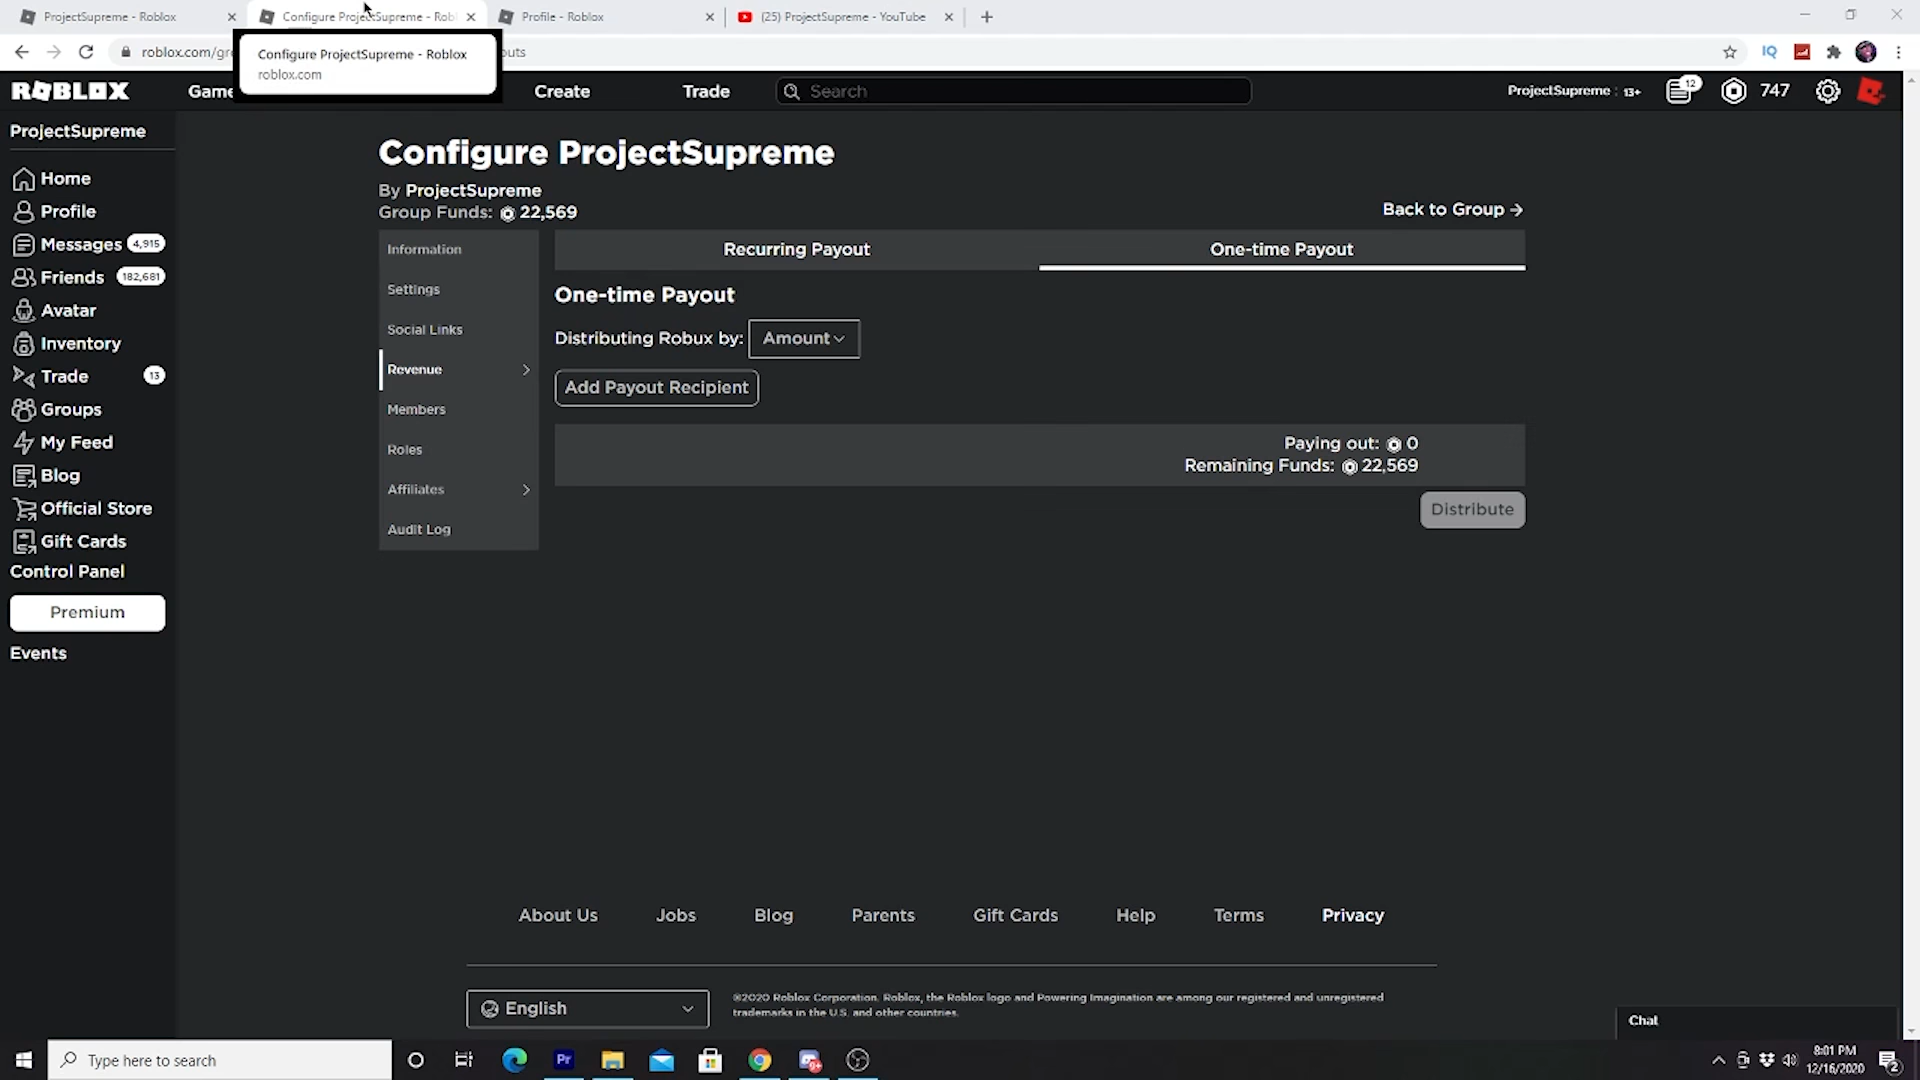 ProjectSupreme - Roblox
Configure ProjectSupreme - Rob
Profile - Roblox
(25) ProjectSupreme - YouTube
roblox.com/gr
outs
IQ
Configure ProjectSupreme - Roblox
roblox.com
ROBLOX
Game
Create
Trade
Search
ProjectSupreme : 13+
12
747
ProjectSupreme
Home
Profile
Messages 4,915
Friends 182,681
Avatar
Inventory
Trade 13
Groups
My Feed
Blog
Official Store
Gift Cards
Control Panel
Premium
Events
Configure ProjectSupreme
By ProjectSupreme
Group Funds: 22,569
Back to Group
Information
Settings
Social Links
Revenue
Members
Roles
Affiliates
Audit Log
Recurring Payout
One-time Payout
One-time Payout
Distributing Robux by: Amount
Add Payout Recipient
Paying out: 0
Remaining Funds: 22,569
Distribute
About Us
Jobs
Blog
Parents
Gift Cards
Help
Terms
Privacy
English
©2020 Roblox Corporation. Roblox, the Roblox logo and Powering Imagination are among our registered and unregistered
trademarks in the U.S. and other countries.
Chat
Type here to search
Pr
8:01 PM
12/16/2020
2